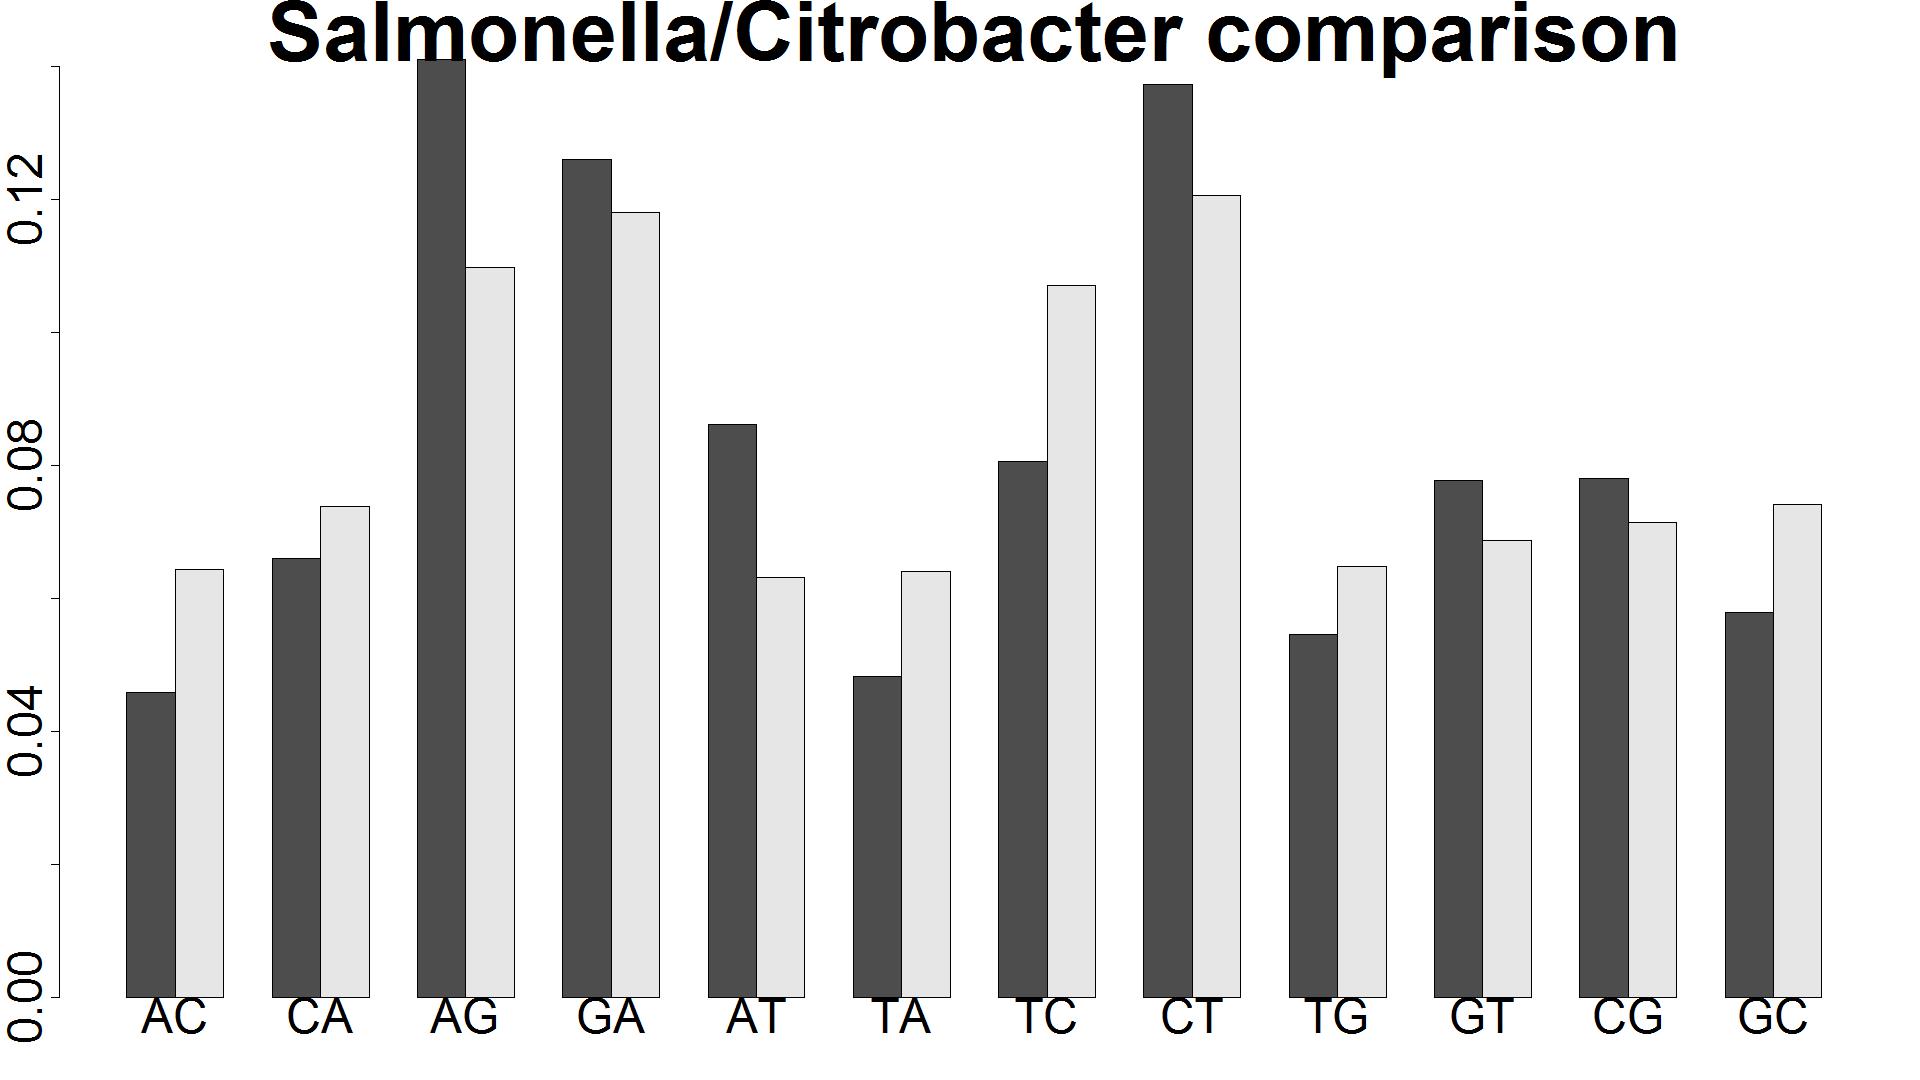 Salmonella/Citrobacter comparison
0.12
0.08
0.04
0.00
AC CA AG GA AT TA TC CT TG GT CG GC